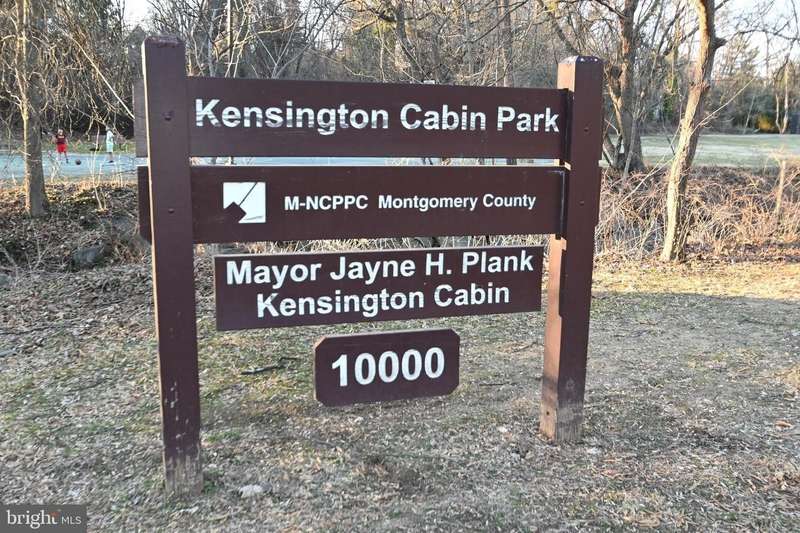 Kensington Cabin Park
M-NCPPC Montgomery County
Mayor Jayne H. Plank
Kensington Cabin
10000
bright MLS